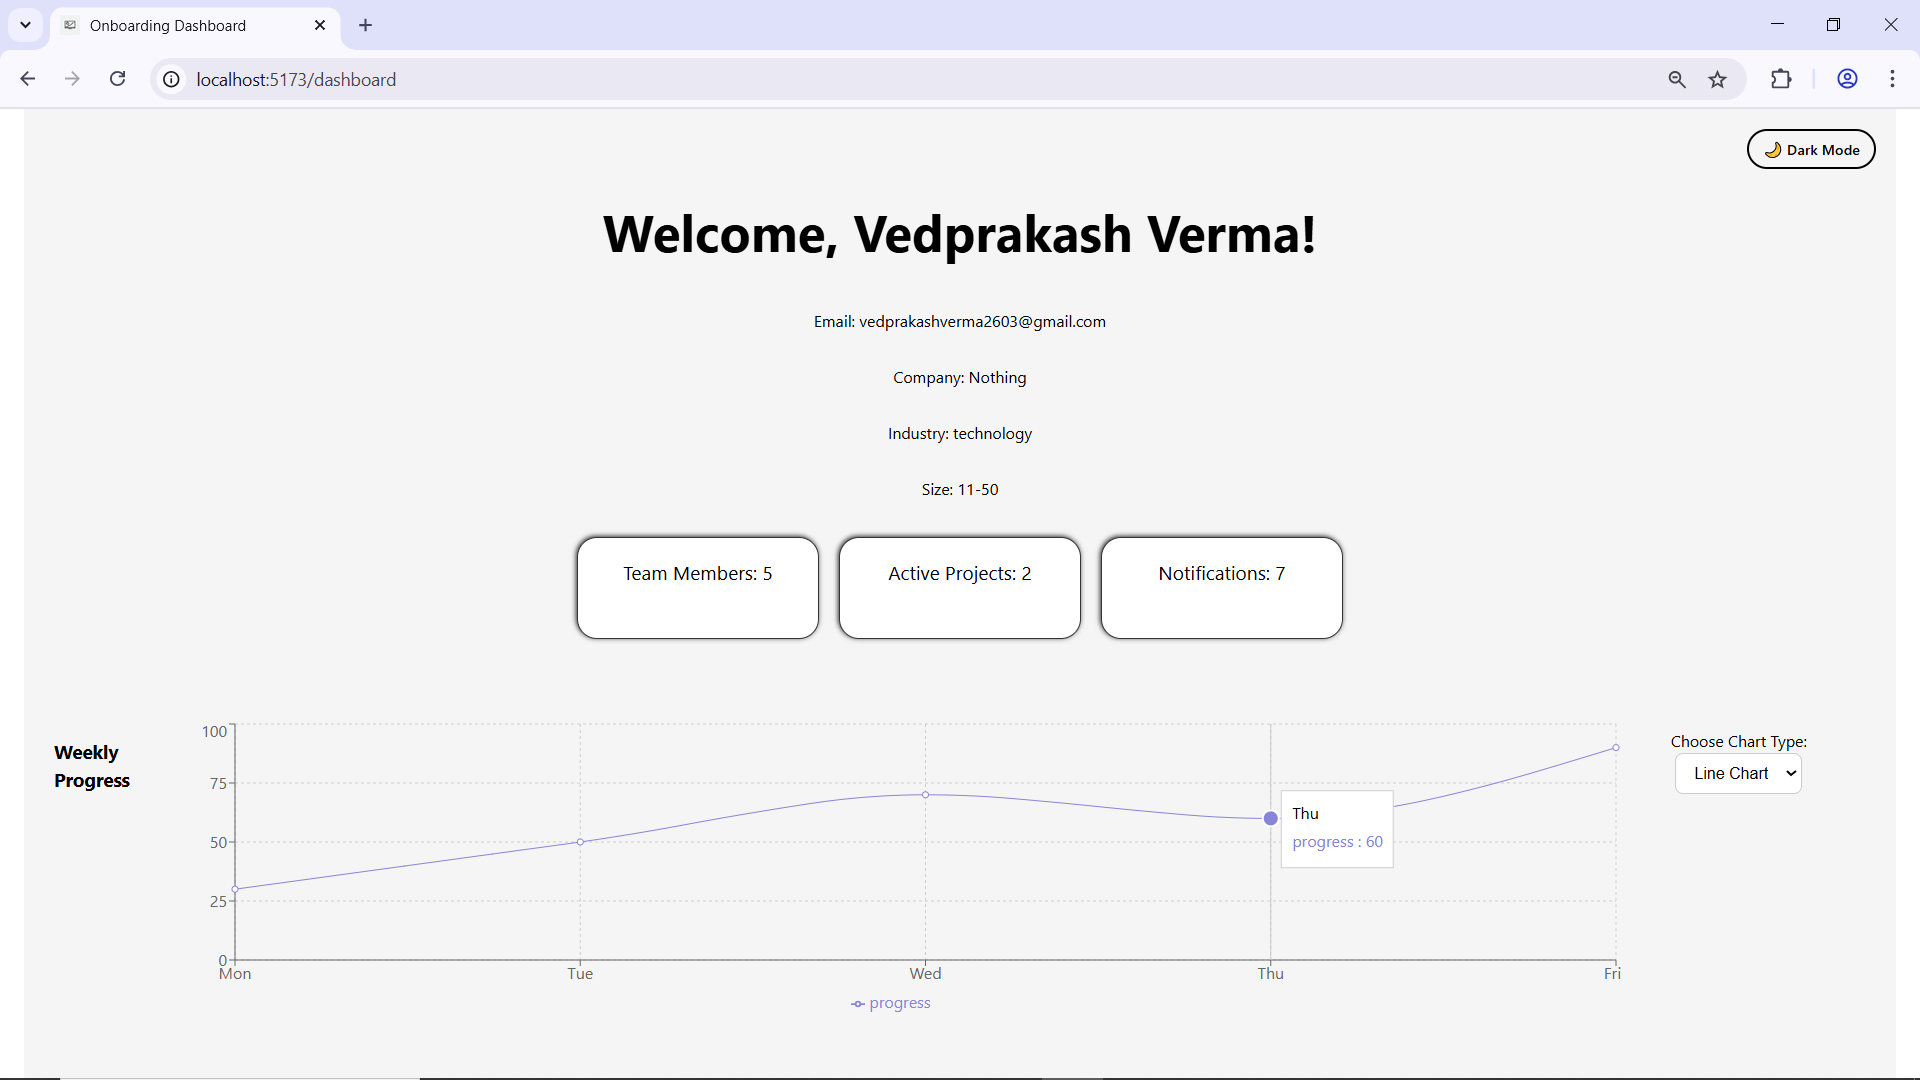 Onboarding Dashboard
localhost:5173/dashboard
Dark Mode
Welcome, Vedprakash Verma!
Email: vedprakashverma2603@gmail.com
Company: Nothing
Industry: technology
Size: 11-50
Team Members: 5
Active Projects: 2
Notifications: 7
Weekly
Progress
100
75
50
25
0
Mon
Tue
Wed
Thu
Fri
Thu
progress : 60
progress
Choose Chart Type:
Line Chart